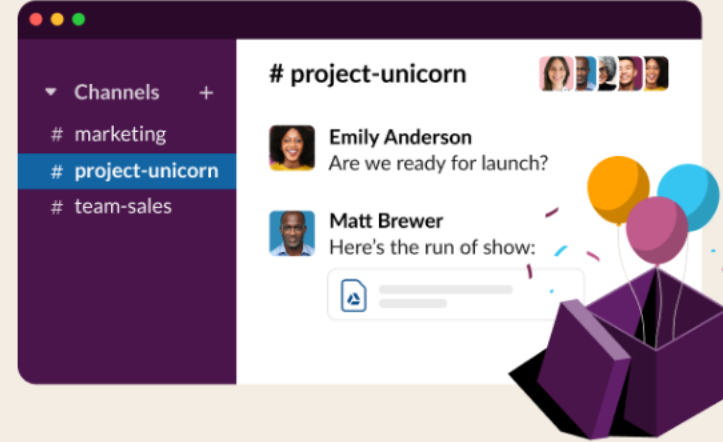 Channels +
# marketing
# project-unicorn
# team-sales
# project-unicorn
Emily Anderson
Are we ready for launch?
Matt Brewer
Here's the run of show: